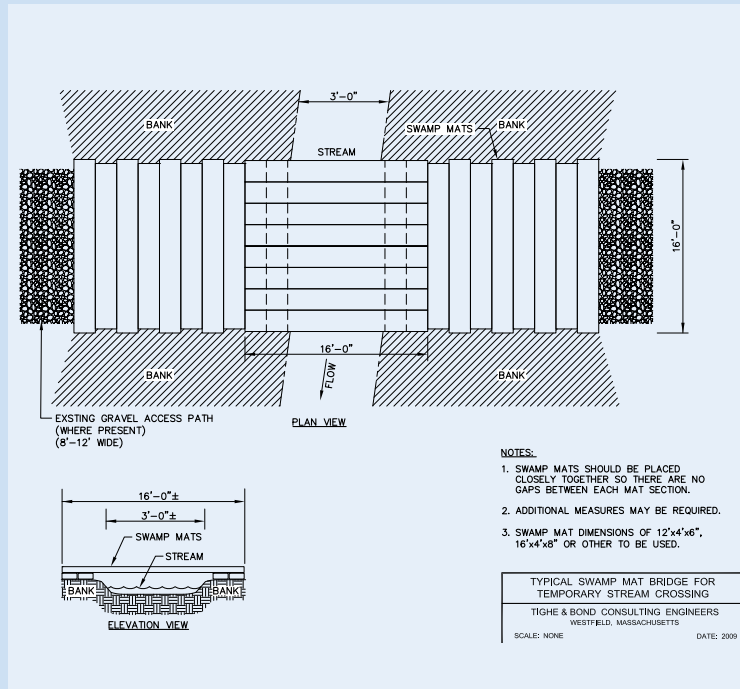 3'-0"
BANK
SWAMP MATS
BANK
STREAM
16'-0"
16'-0"
BANK
FLOW
BANK
PLAN VIEW
EXSTING GRAVEL ACCESS PATH
(WHERE PRESENT)
(8'-12' WIDE)
NOTES:
1. SWAMP MATS SHOULD BE PLACED
CLOSELY TOGETHER SO THERE ARE NO
GAPS BETWEEN EACH MAT SECTION.
2. ADDITIONAL MEASURES MAY BE REQUIRED.
3. SWAMP MAT DIMENSIONS OF 12'x4'x6",
16'x4'x8" OR OTHER TO BE USED.
16'-0"±
3'-0"±
SWAMP MATS
STREAM
BANK
BANK
ELEVATION VIEW
TYPICAL SWAMP MAT BRIDGE FOR
TEMPORARY STREAM CROSSING
TIGHE & BOND CONSULTING ENGINEERS
WESTFIELD, MASSACHUSETTS
SCALE: NONE
DATE: 2009